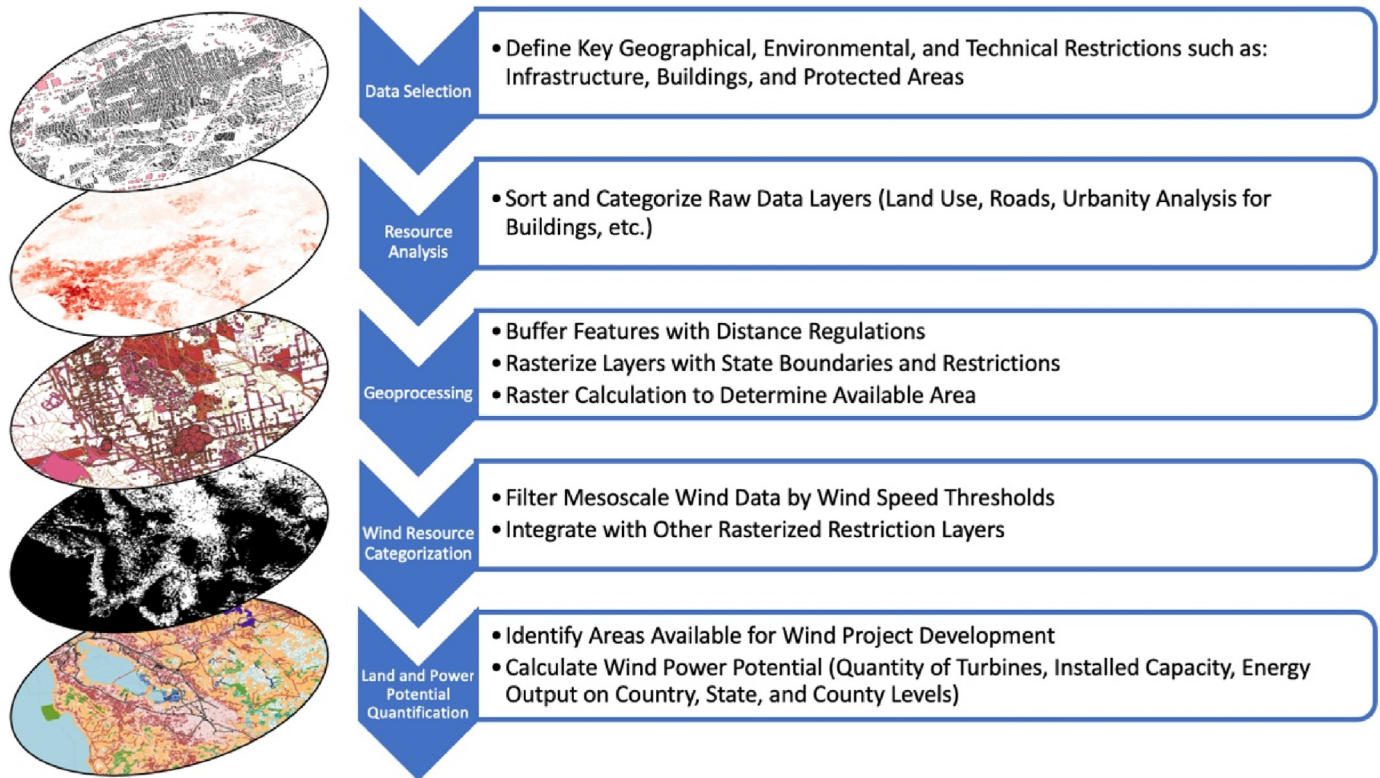 Data Selection
• Define Key Geographical, Environmental, and Technical Restrictions such as:
Infrastructure, Buildings, and Protected Areas
Resource
Analysis
• Sort and Categorize Raw Data Layers (Land Use, Roads, Urbanity Analysis for
Buildings, etc.)
Geoprocessing
• Buffer Features with Distance Regulations
• Rasterize Layers with State Boundaries and Restrictions
• Raster Calculation to Determine Available Area
Wind Resource
Categorization
• Filter Mesoscale Wind Data by Wind Speed Thresholds
• Integrate with Other Rasterized Restriction Layers
Land and Power
Potential
Quantification
• Identify Areas Available for Wind Project Development
• Calculate Wind Power Potential (Quantity of Turbines, Installed Capacity, Energy
Output on Country, State, and County Levels)